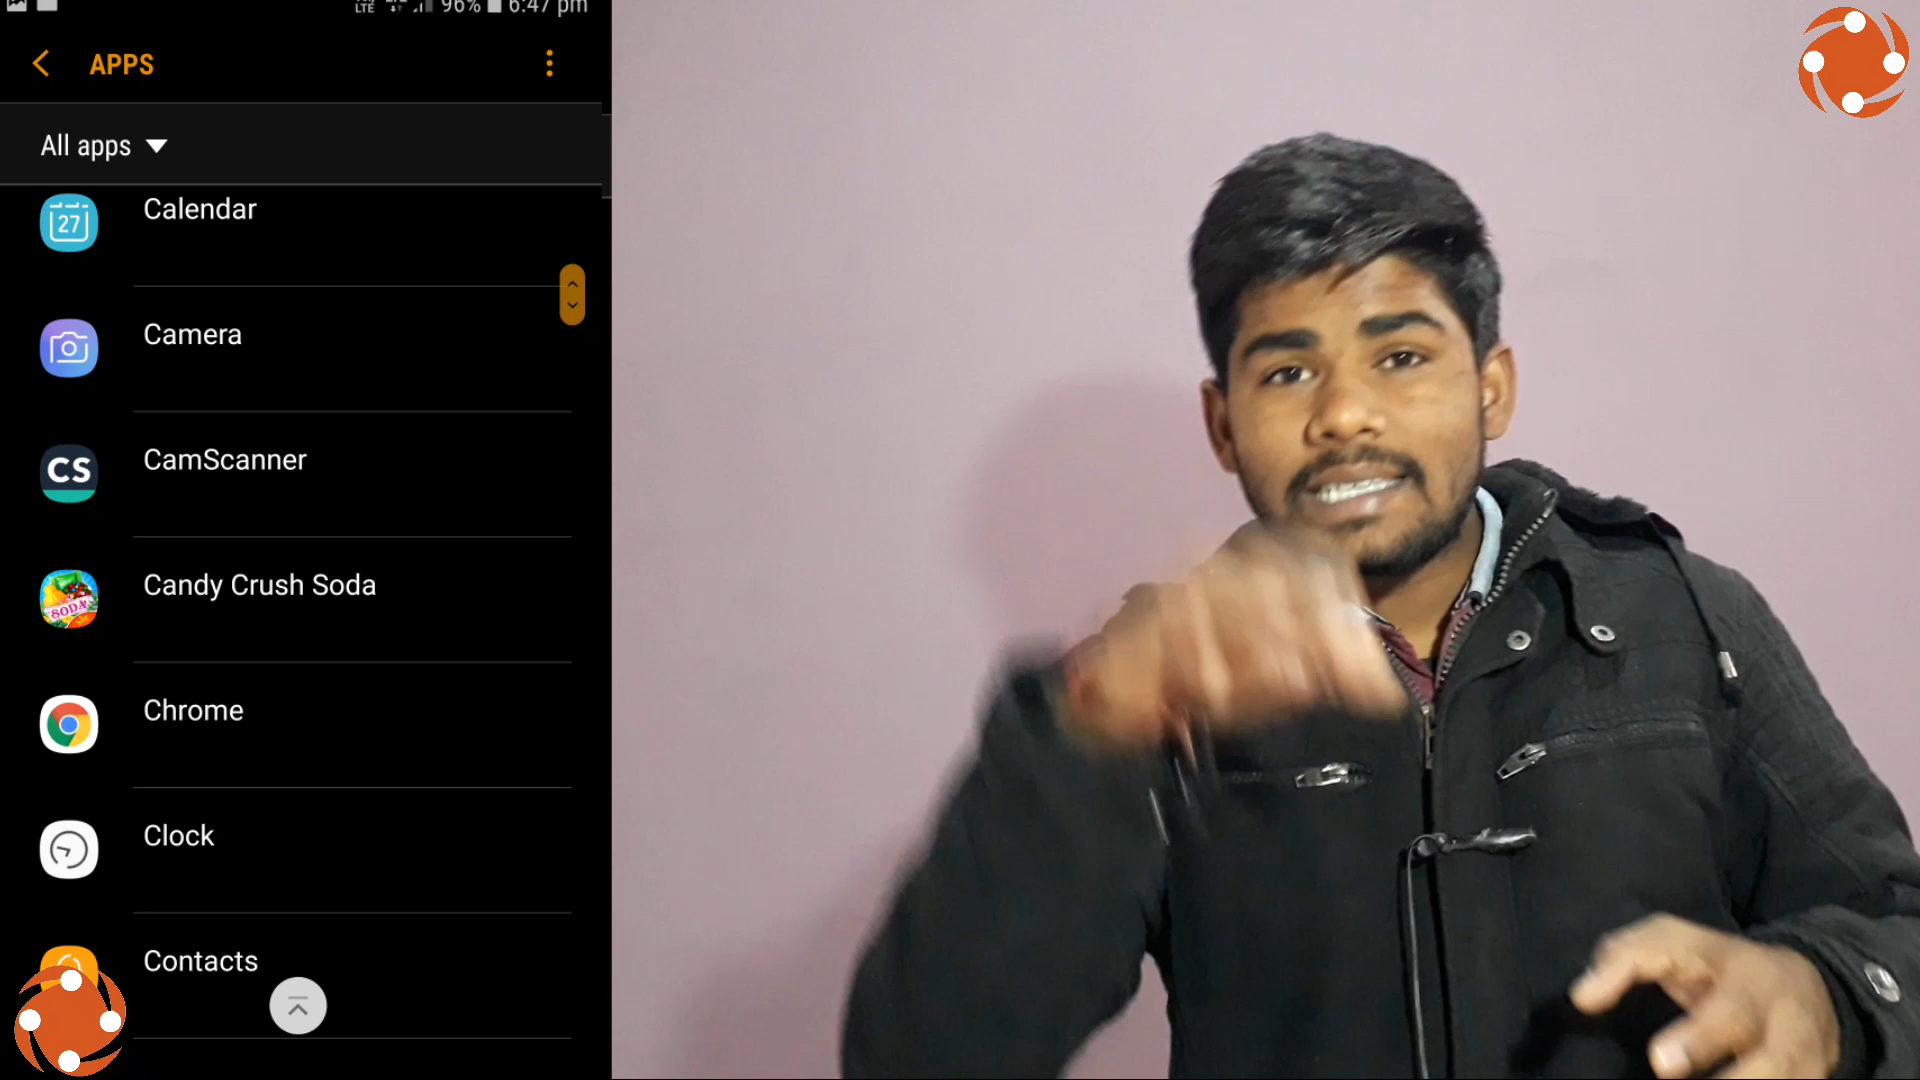 LTE 96% 6:47 pm
APPS
All apps
27
Calendar
Camera
CS
CamScanner
SODA
Candy Crush Soda
Chrome
Clock
Contacts